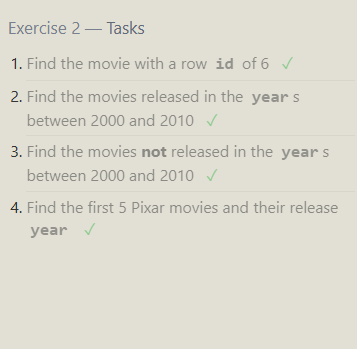 Exercise 2 — Tasks
1. Find the movie with a row id of 6 ✓
2. Find the movies released in the year s
between 2000 and 2010 ✓
3. Find the movies not released in the year s
between 2000 and 2010 ✓
4. Find the first 5 Pixar movies and their release
year ✓